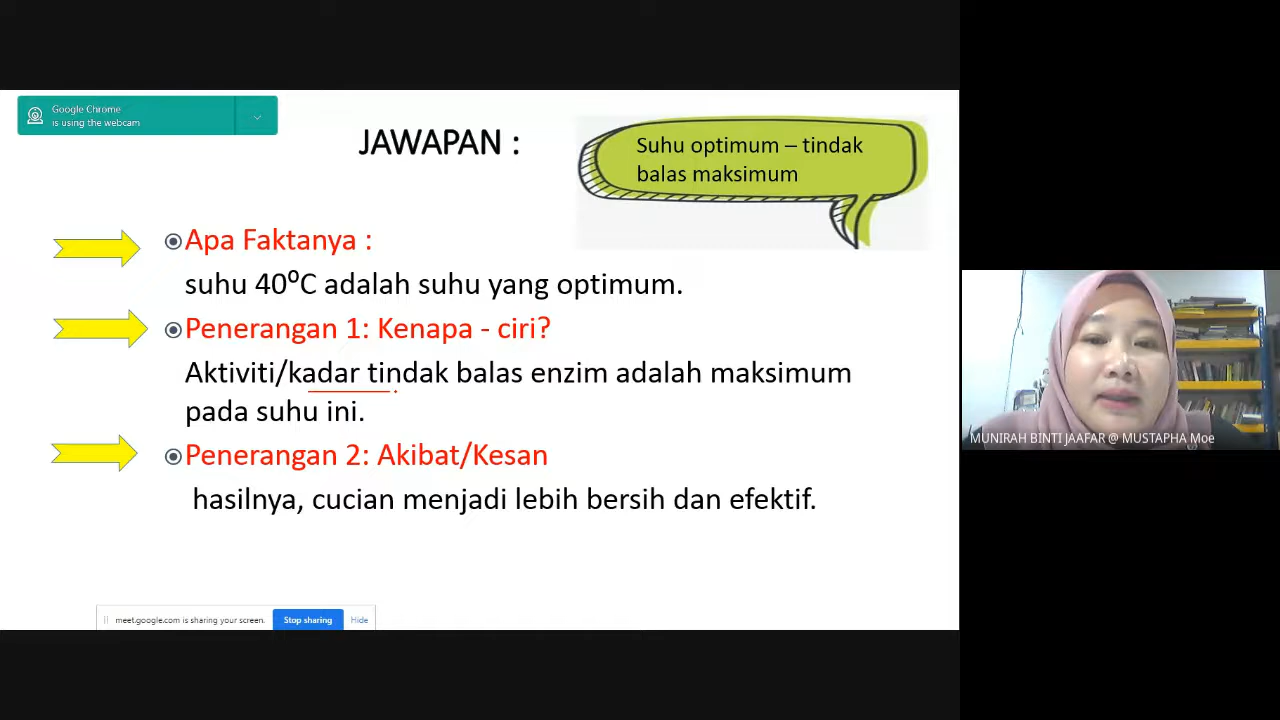 Google Chrome
is using the webcam
JAWAPAN :
Suhu optimum – tindak
balas maksimum
Apa Faktanya :
suhu 40⁰C adalah suhu yang optimum.
Penerangan 1: Kenapa - ciri?
Aktiviti/kadar tindak balas enzim adalah maksimum
pada suhu ini.
Penerangan 2: Akibat/Kesan
hasilnya, cucian menjadi lebih bersih dan efektif.
MUNIRAH BINTI JAAFAR @ MUSTAPHA Moe
meet.google.com is sharing your screen.
Stop sharing
Hide